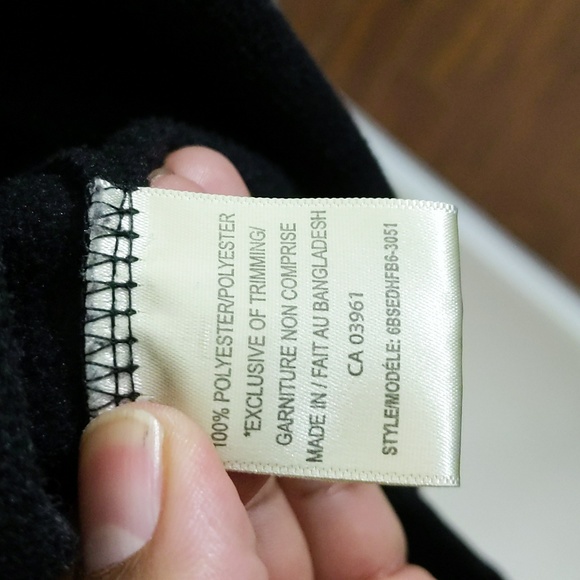 100% POLYESTER/POLYESTER
*EXCLUSIVE OF TRIMMING/
GARNITURE NON COMPRISE
MADE IN / FAIT AU BANGLADESH
CA 03961
STYLE/MODÉLE: 6BSEDHFB6-3051